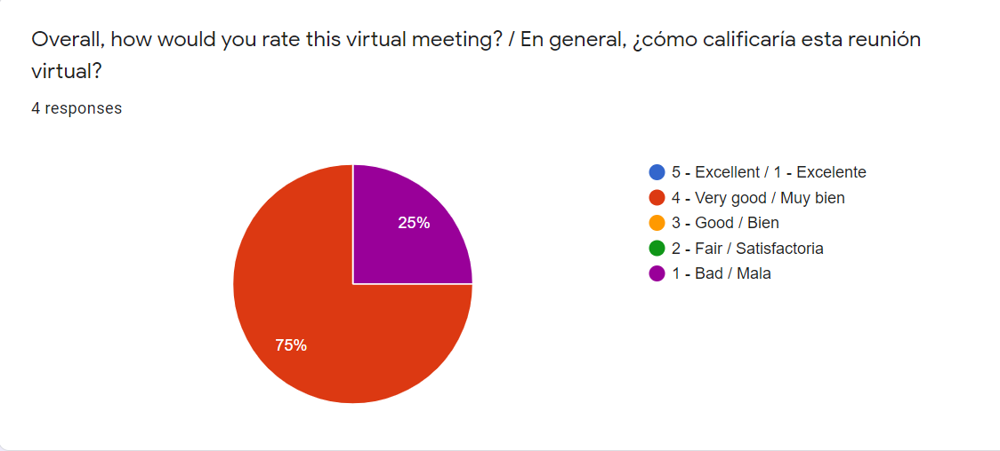 Overall, how would you rate this virtual meeting? / En general, ¿cómo calificaría esta reunión
virtual?
4 responses
5 - Excellent / 1 - Excelente
4 - Very good / Muy bien
3 - Good / Bien
2 - Fair / Satisfactoria
1 - Bad / Mala
25%
75%